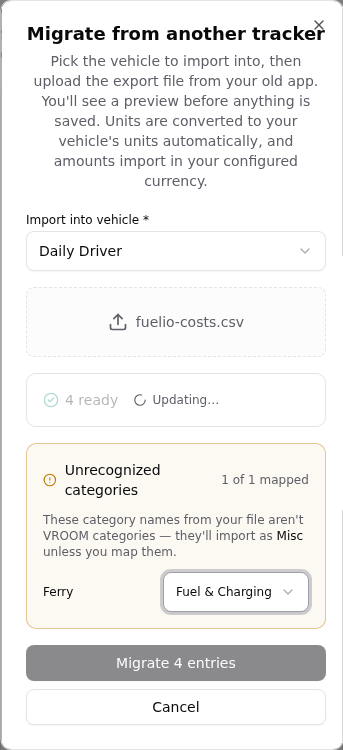 Migrate from another tracker
Pick the vehicle to import into, then
upload the export file from your old app.
You'll see a preview before anything is
saved. Units are converted to your
vehicle's units automatically, and
amounts import in your configured
currency.
Import into vehicle *
Daily Driver
fuelio-costs.csv
4 ready
Updating…
Unrecognized
categories
1 of 1 mapped
These category names from your file aren't
VROOM categories — they'll import as Misc
unless you map them.
Ferry
Fuel & Charging
Migrate 4 entries
Cancel